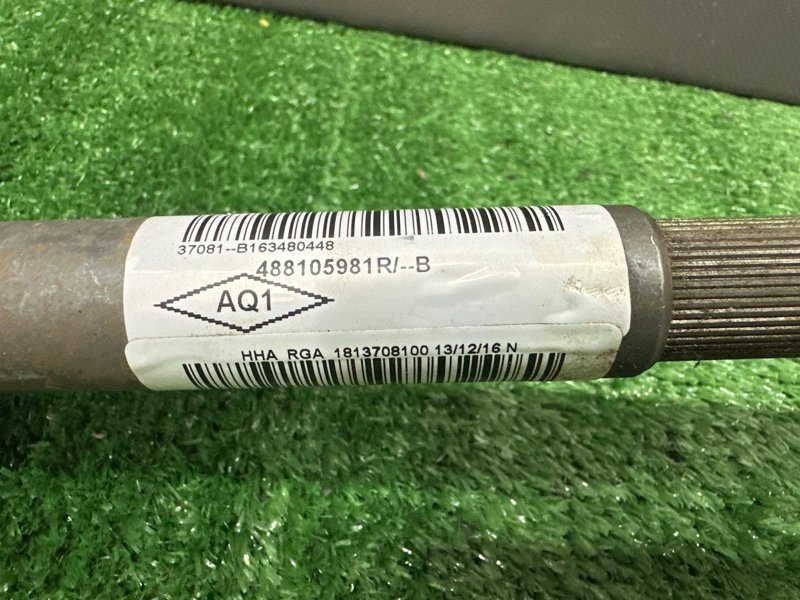 37081--B163480448
488105981R/--B
AQ1
HHA RGA 1813708100 13/12/16 N